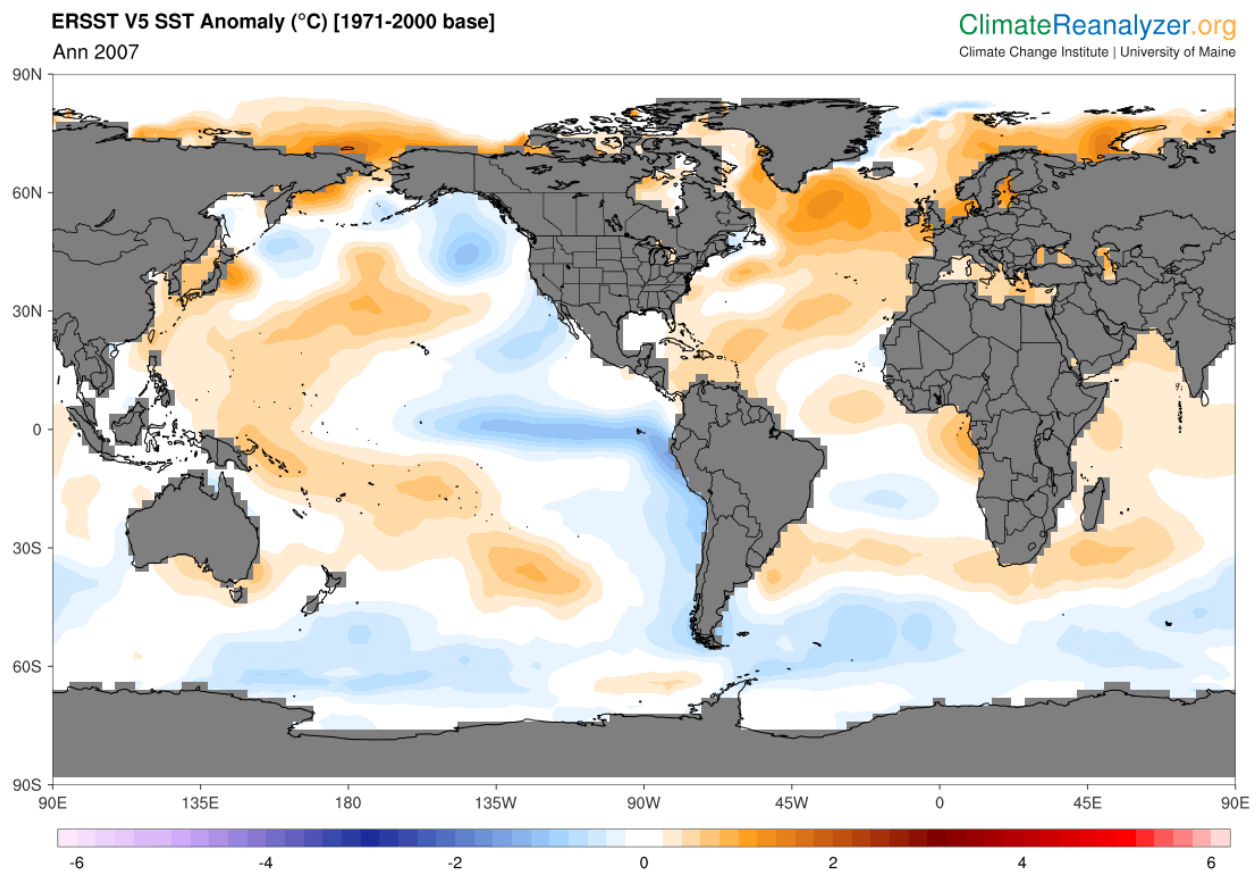 ERSST V5 SST Anomaly (°C) [1971-2000 base]
Ann 2007
ClimateReanalyzer.org
Climate Change Institute | University of Maine
90N
60N
30N
0
30S
60S
90S
90E 135E 180 135W 90W 45W 0 45E 90E
-6 -4 -2 0 2 4 6